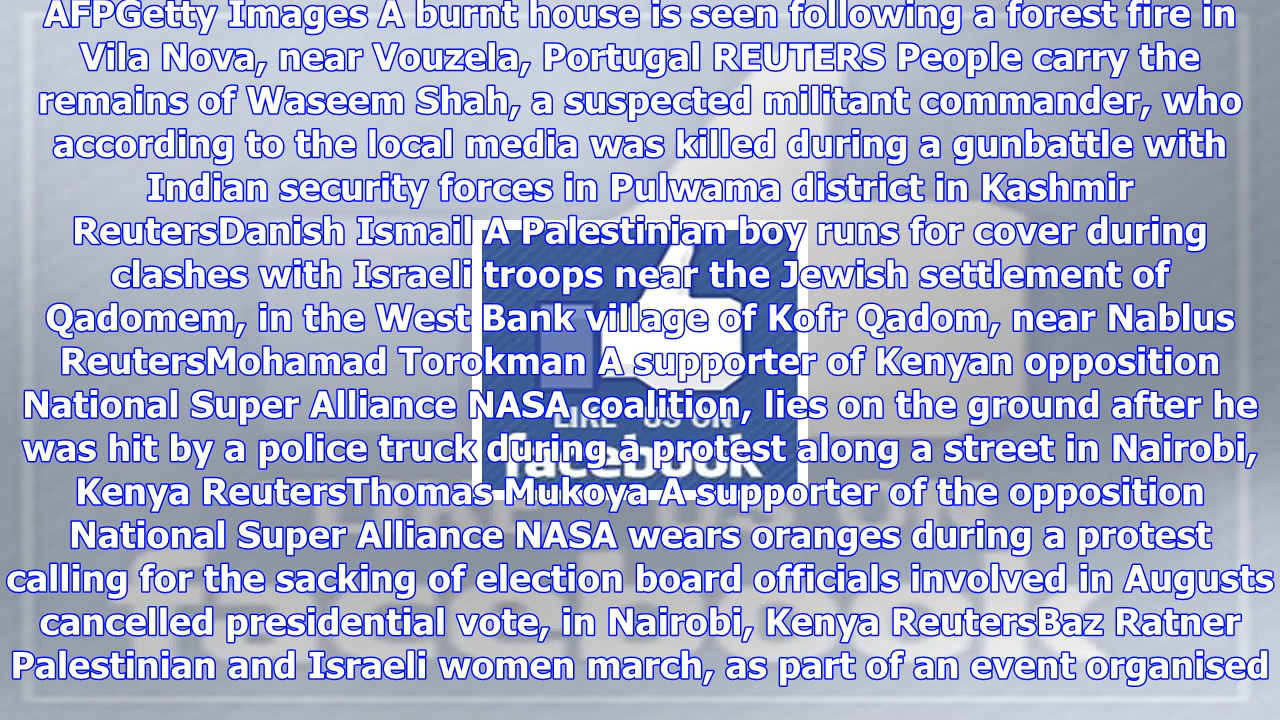 AFPGetty Images A burnt house is seen following a forest fire in
Vila Nova, near Vouzela, Portugal REUTERS People carry the
remains of Waseem Shah, a suspected militant commander, who
according to the local media was killed during a gunbattle with
Indian security forces in Pulwama district in Kashmir
ReutersDanish Ismail A Palestinian boy runs for cover during
clashes with Israeli troops near the Jewish settlement of
Qadomem, in the West Bank village of Kofr Qadom, near Nablus
ReutersMohamad Torokman A supporter of Kenyan opposition
National Super Alliance NASA coalition, lies on the ground after he
was hit by a police truck during a protest along a street in Nairobi,
Kenya ReutersThomas Mukoya A supporter of the opposition
National Super Alliance NASA wears oranges during a protest
calling for the sacking of election board officials involved in Augusts
cancelled presidential vote, in Nairobi, Kenya ReutersBaz Ratner
Palestinian and Israeli women march, as part of an event organised
LIKE US ON
facebook